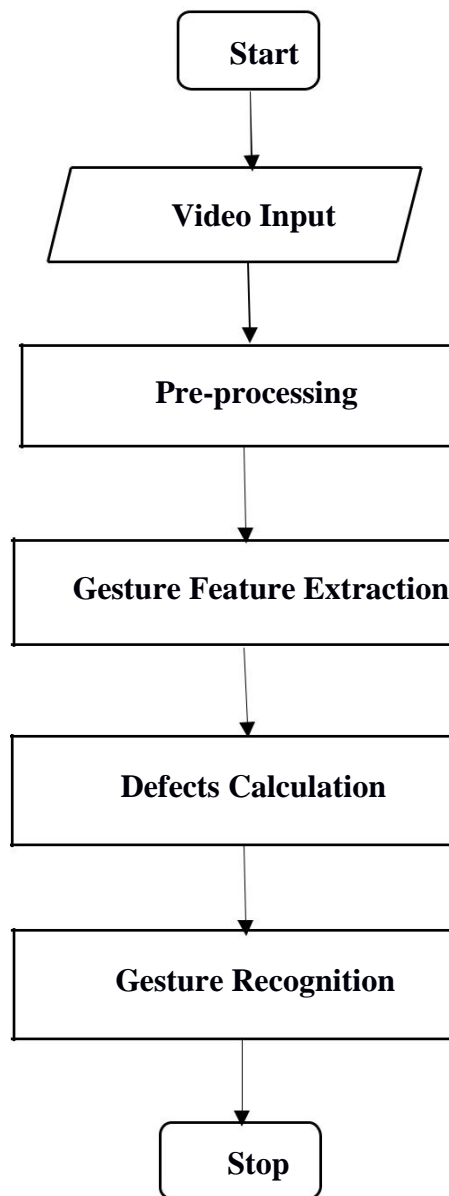 Start
Video Input
Pre-processing
Gesture Feature Extraction
Defects Calculation
Gesture Recognition
Stop